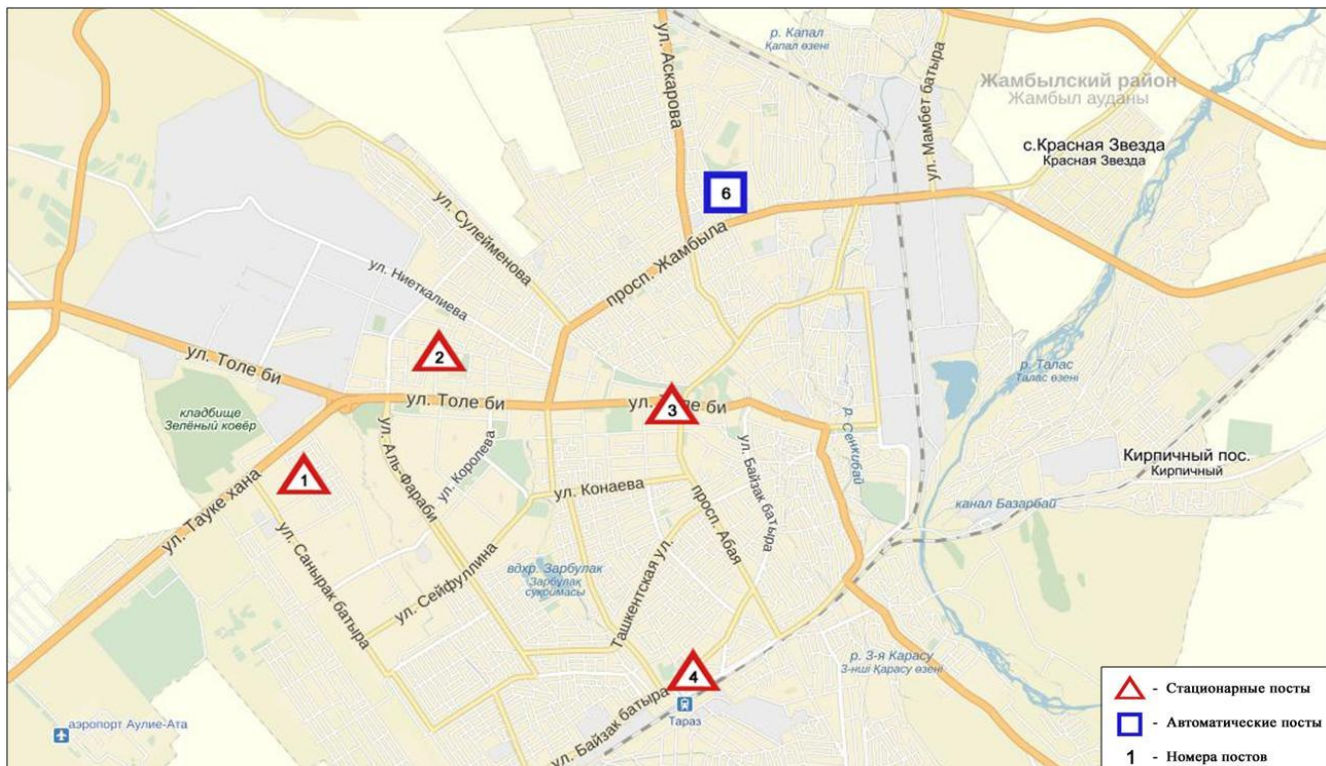 р. Капал
Қапал өзені
ул. Аскарова
ул. Мамбет батыра
Жамбылский район
Жамбыл ауданы
с.Красная Звезда
Красная Звезда
6
ул. Сулейменова
просп. Жамбыла
ул. Ниеткалиева
2
ул. Толе би
ул. Толе би
ул. Толе би
3
кладбище
Зелёный ковёр
р. Талас
Талас өзені
ул. Аль-Фараби
ул. Королева
ул. Байзак батыра
р. Сенкибай
Кирпичный пос.
Кирпичный
1
ул. Тауке хана
ул. Конаева
просп. Абая
канал Базарбай
ул. Санырак батыра
ул. Сейфуллина
вдхр. Зарбулак
Зарбулақ
суқоймасы
Ташкентская ул.
р. 3-я Карасу
3-нші Қарасу өзені
4
Тараз
ул. Байзак батыра
аэропорт Аулие-Ата
- Стационарные посты
- Автоматические посты
1 - Номера постов